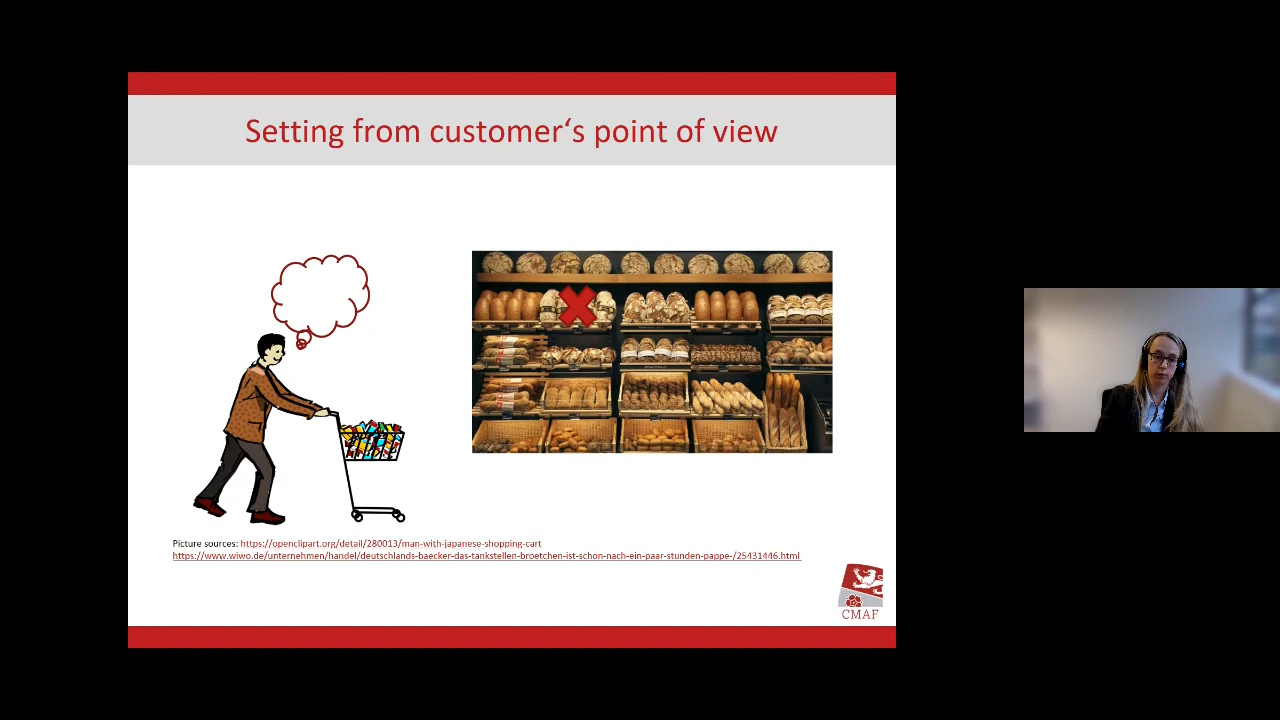 Setting from customer‘s point of view
Picture sources: https://openclipart.org/detail/280013/man-with-japanese-shopping-cart
https://www.wiwo.de/unternehmen/handel/deutschlands-baecker-das-tankstellen-broetchen-ist-schon-nach-ein-paar-stunden-pappe-/25431446.html
CMAF